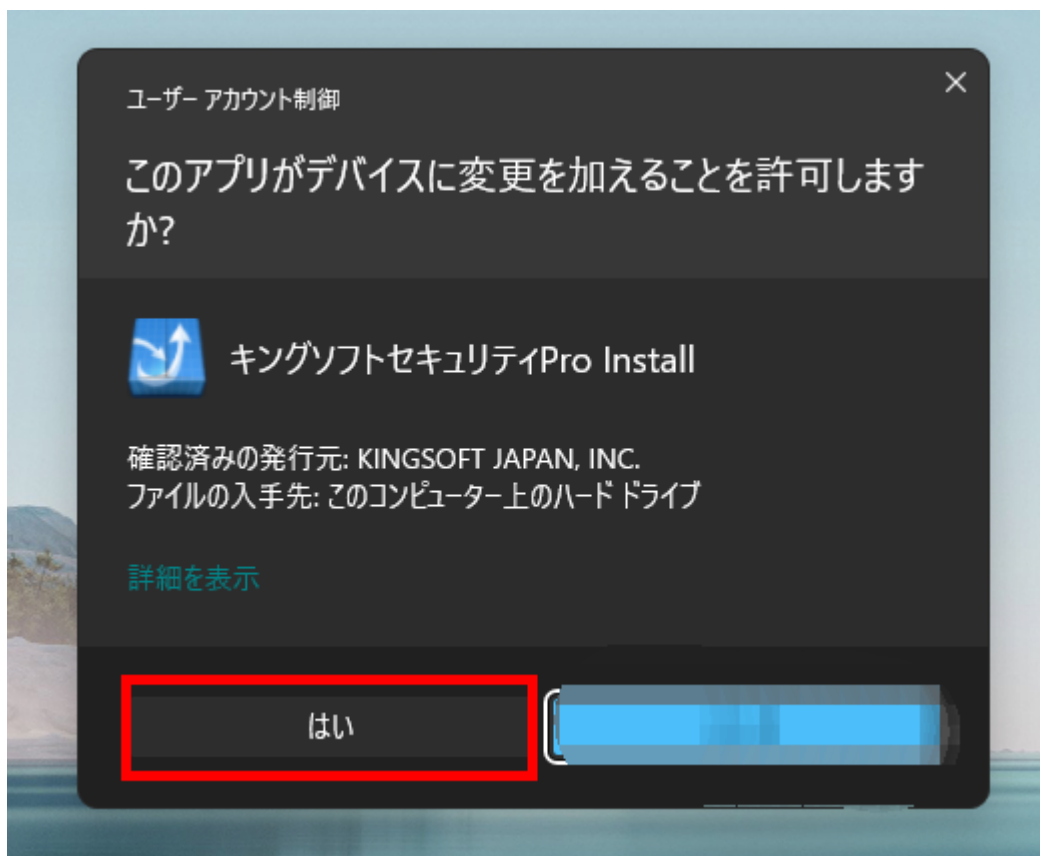 ユーザー アカウント制御
このアプリがデバイスに変更を加えることを許可します
か?
キングソフトセキュリティPro Install
確認済みの発行元: KINGSOFT JAPAN, INC.
ファイルの入手先: このコンピューター上のハード ドライブ
詳細を表示
はい